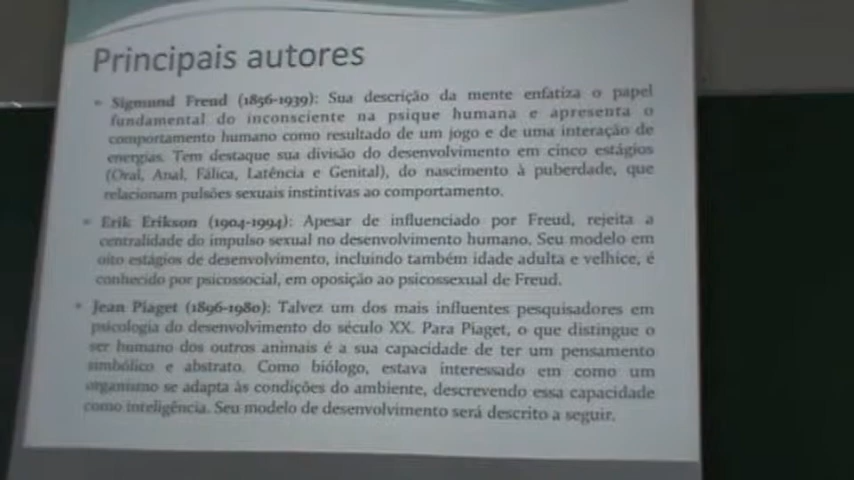 Principais autores
Sigmund Freud (1856-1939): Sua descrição da mente enfatiza o papel
fundamental do inconsciente na psique humana e apresenta o
comportamento humano como resultado de um jogo e de uma interação de
energias. Tem destaque sua divisão do desenvolvimento em cinco estágios
(Oral, Anal, Fálica, Latência e Genital), do nascimento à puberdade, que
relacionam pulsões sexuais instintivas ao comportamento.
Erik Erikson (1904-1994): Apesar de influenciado por Freud, rejeita a
centralidade do impulso sexual no desenvolvimento humano. Seu modelo em
oito estágios de desenvolvimento, incluindo também idade adulta e velhice, é
conhecido por psicossocial, em oposição ao psicossexual de Freud.
Jean Piaget (1896-1980): Talvez um dos mais influentes pesquisadores em
psicologia do desenvolvimento do século XX. Para Piaget, o que distingue o
ser humano dos outros animais é a sua capacidade de ter um pensamento
simbólico e abstrato. Como biólogo, estava interessado em como um
organismo se adapta às condições do ambiente, descrevendo essa capacidade
como inteligência. Seu modelo de desenvolvimento será descrito a seguir.